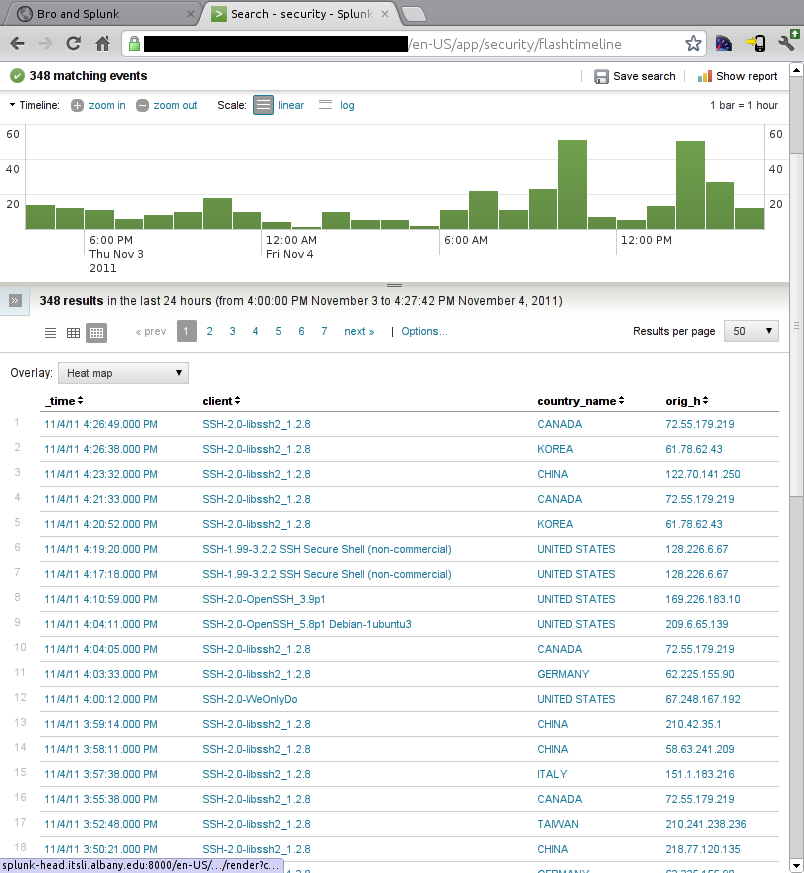 Bro and Splunk
Search - security - Splunk
/en-US/app/security/flashtimeline
348 matching events
Save search
Show report
Timeline: zoom in zoom out Scale: linear log 1 bar = 1 hour
60 60
40 40
20 20
6:00 PM 12:00 AM 6:00 AM 12:00 PM
Thu Nov 3 Fri Nov 4
2011
348 results in the last 24 hours (from 4:00:00 PM November 3 to 4:27:42 PM November 4, 2011)
« prev 1 2 3 4 5 6 7 next » | Options... Results per page 50
Overlay: Heat map
_time client country_name orig_h
1 11/4/11 4:26:49.000 PM SSH-2.0-libssh2_1.2.8 CANADA 72.55.179.219
2 11/4/11 4:26:38.000 PM SSH-2.0-libssh2_1.2.8 KOREA 61.78.62.43
3 11/4/11 4:23:32.000 PM SSH-2.0-libssh2_1.2.8 CHINA 122.70.141.250
4 11/4/11 4:21:33.000 PM SSH-2.0-libssh2_1.2.8 CANADA 72.55.179.219
5 11/4/11 4:20:52.000 PM SSH-2.0-libssh2_1.2.8 KOREA 61.78.62.43
6 11/4/11 4:19:20.000 PM SSH-1.99-3.2.2 SSH Secure Shell (non-commercial) UNITED STATES 128.226.6.67
7 11/4/11 4:17:18.000 PM SSH-1.99-3.2.2 SSH Secure Shell (non-commercial) UNITED STATES 128.226.6.67
8 11/4/11 4:10:59.000 PM SSH-2.0-OpenSSH_3.9p1 UNITED STATES 169.226.183.10
9 11/4/11 4:04:11.000 PM SSH-2.0-OpenSSH_5.8p1 Debian-1ubuntu3 UNITED STATES 209.6.65.139
10 11/4/11 4:04:05.000 PM SSH-2.0-libssh2_1.2.8 CANADA 72.55.179.219
11 11/4/11 4:03:33.000 PM SSH-2.0-libssh2_1.2.8 GERMANY 62.225.155.90
12 11/4/11 4:00:12.000 PM SSH-2.0-WeOnlyDo UNITED STATES 67.248.167.192
13 11/4/11 3:59:14.000 PM SSH-2.0-libssh2_1.2.8 CHINA 210.42.35.1
14 11/4/11 3:58:11.000 PM SSH-2.0-libssh2_1.2.8 CHINA 58.63.241.209
15 11/4/11 3:57:38.000 PM SSH-2.0-libssh2_1.2.8 ITALY 151.1.183.216
16 11/4/11 3:55:38.000 PM SSH-2.0-libssh2_1.2.8 CANADA 72.55.179.219
17 11/4/11 3:52:48.000 PM SSH-2.0-libssh2_1.2.8 TAIWAN 210.241.238.236
18 11/4/11 3:50:21.000 PM SSH-2.0-libssh2_1.2.8 CHINA 218.77.120.135
splunk-head.itsli.albany.edu:8000/en-US/.../render?c...